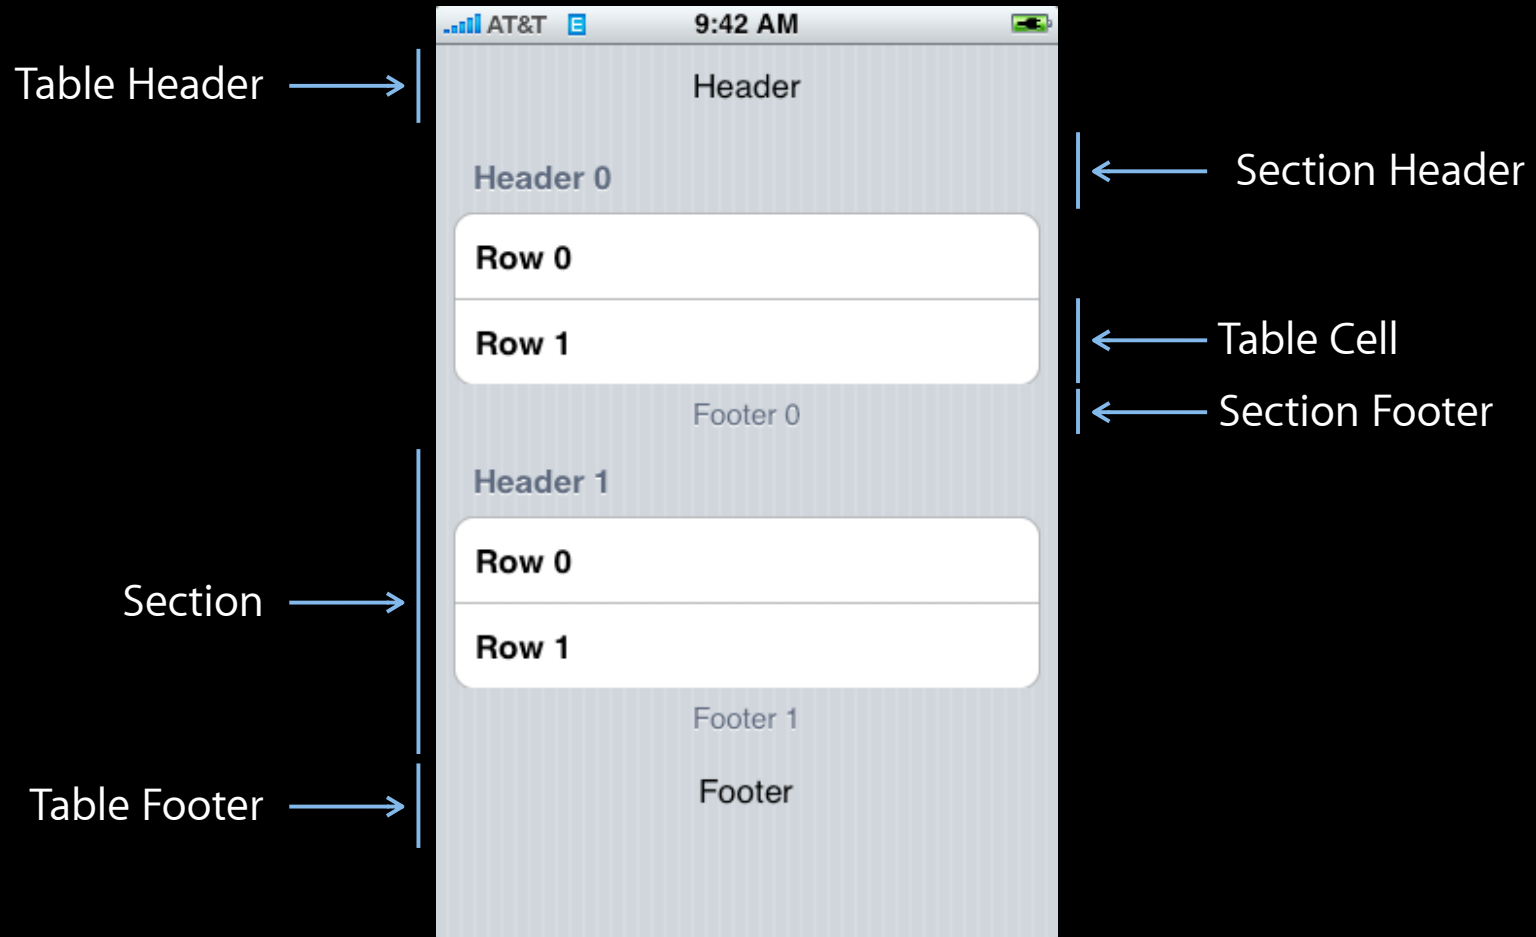 AT&T E 9:42 AM
Table Header
Header
Section Header
Header 0
Row 0
Row 1
Table Cell
Footer 0
Section Footer
Header 1
Row 0
Section
Row 1
Footer 1
Footer
Table Footer